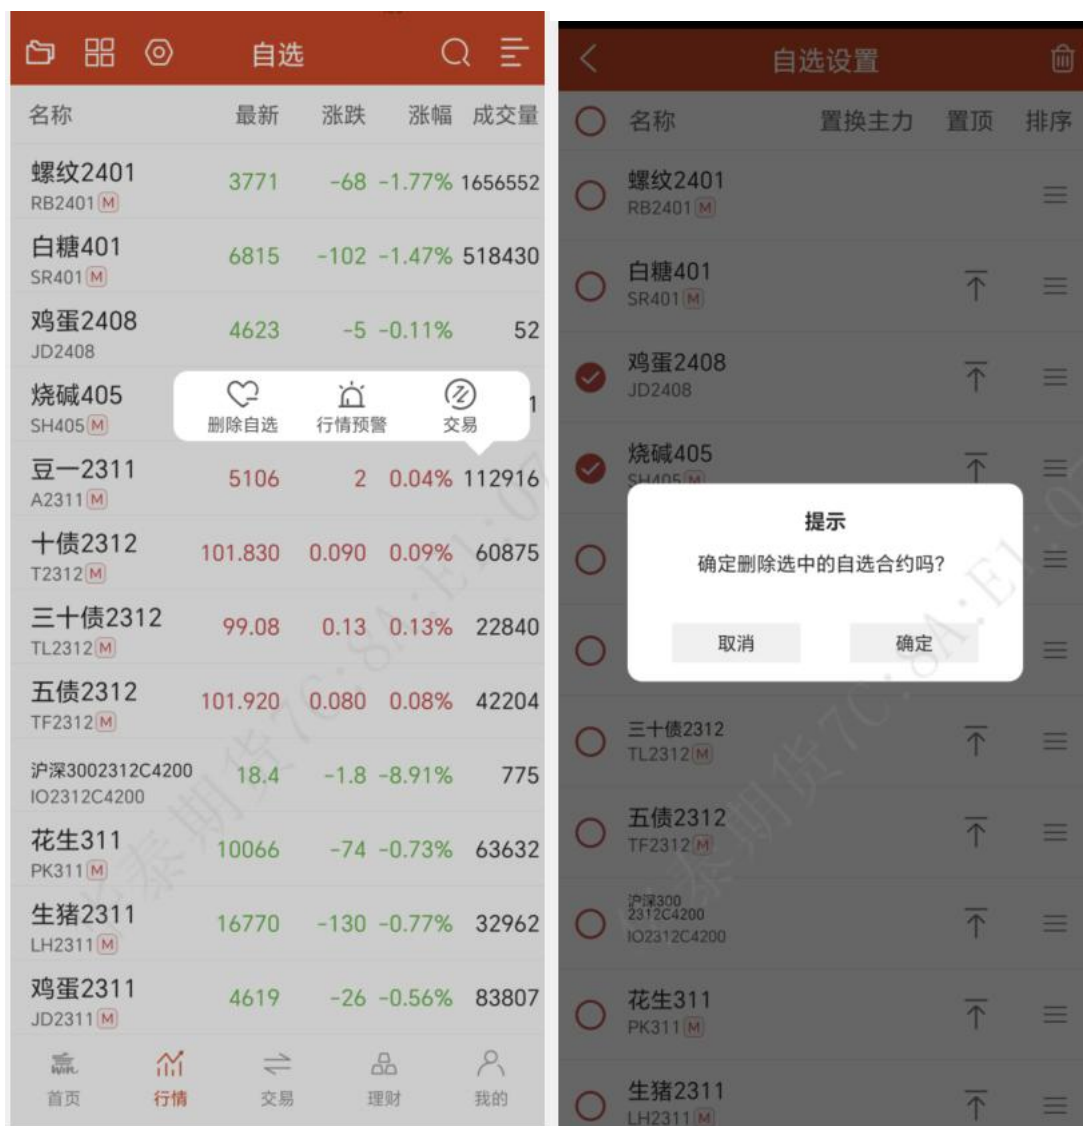 自选
名称 最新 涨跌 涨幅 成交量
螺纹2401 3771 -68 -1.77% 1656552
RB2401 M
白糖401 6815 -102 -1.47% 518430
SR401 M
鸡蛋2408 4623 -5 -0.11% 52
JD2408
烧碱405 1
SH405 M
删除自选 行情预警 交易
豆一2311 5106 2 0.04% 112916
A2311 M
十债2312 101.830 0.090 0.09% 60875
T2312 M
三十债2312 99.08 0.13 0.13% 22840
TL2312 M
五债2312 101.920 0.080 0.08% 42204
TF2312 M
沪深3002312C4200 18.4 -1.8 -8.91% 775
IO2312C4200
花生311 10066 -74 -0.73% 63632
PK311 M
生猪2311 16770 -130 -0.77% 32962
LH2311 M
鸡蛋2311 4619 -26 -0.56% 83807
JD2311 M
首页 行情 交易 理财 我的
自选设置
名称 置换主力 置顶 排序
螺纹2401
RB2401 M
白糖401
SR401 M
鸡蛋2408
JD2408
烧碱405
SH405 M
提示
确定删除选中的自选合约吗?
取消 确定
三十债2312
TL2312 M
五债2312
TF2312 M
沪深300
2312C4200
IO2312C4200
花生311
PK311 M
生猪2311
LH2311 M